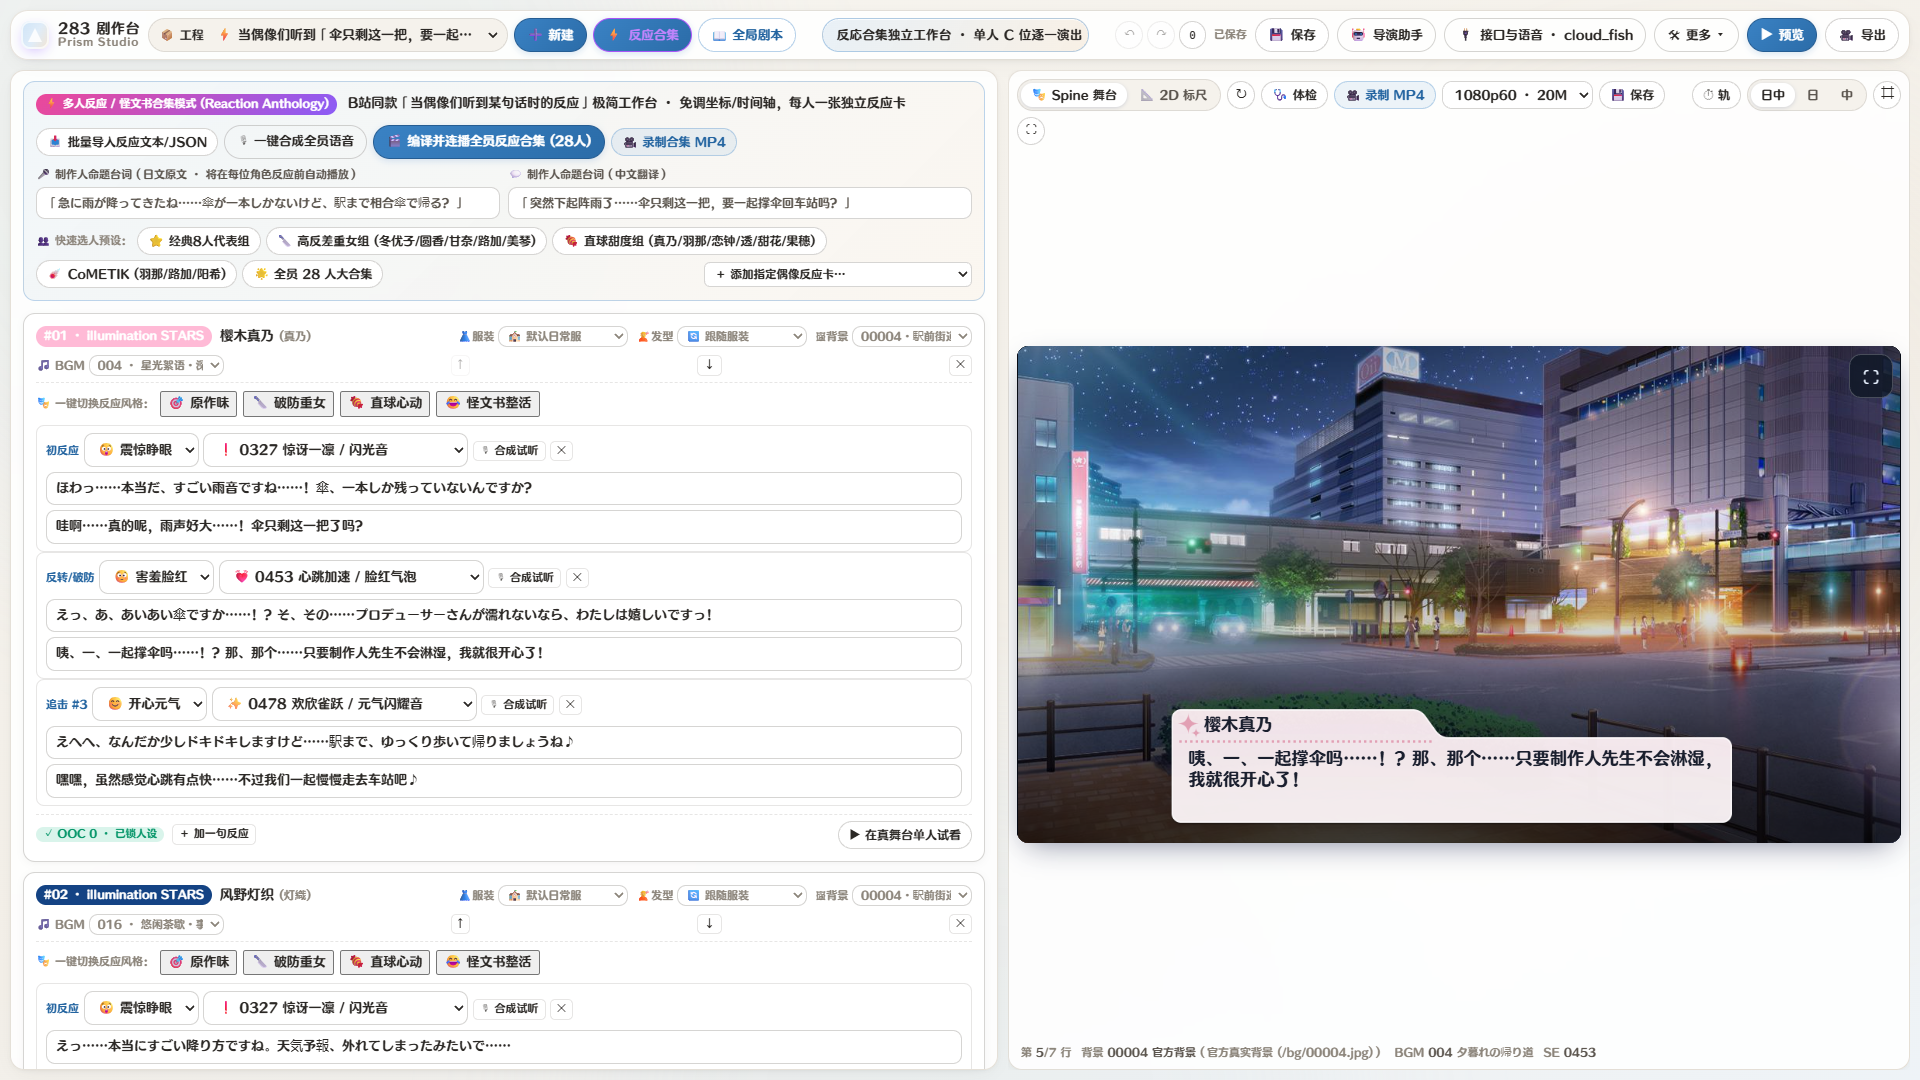 283 剧作台
Prism Studio
工程
当偶像们听到「伞只剩这一把，要一起…
新建
反应合集
全局剧本
反応合集独立工作台 · 单人 C 位逐一演出
0
已保存
保存
导演助手
接口与语音 · cloud_fish
更多
预览
导出
多人反应 / 怪文书合集模式 (Reaction Anthology)
B站同款「当偶像们听到某句话时的反应」极简工作台 · 免调坐标/时间轴，每人一张独立反应卡
批量导入反应文本/JSON
一键合成全员语音
编译并连播全员反应合集 (28人)
录制合集 MP4
制作人命题台词（日文原文 · 将在每位角色反应前自动播放）
制作人命题台词（中文翻译）
「急に雨が降ってきたね……傘が一本しかないけど、駅まで相合傘で帰る？」
「突然下起阵雨了……伞只剩这一把，要一起撑伞回车站吗？」
快速选人预设：
经典8人代表组
高反差重女组 (冬优子/圆香/甘奈/路加/美琴)
直球甜度组 (真乃/羽那/恋钟/透/甜花/果穗)
CoMETIK (羽那/路加/阳希)
全员 28 人大合集
+ 添加指定偶像反应卡…
#01 · illumination STARS
樱木真乃 (真乃)
服装
默认日常服
发型
跟随服装
背景
00004 · 駅前街道
BGM
004 · 星光絮语 ·
↑
↓
×
一键切换反应风格：
原作味
破防重女
直球心动
怪文书整活
初反应
震惊睁眼
0327 惊讶一凛 / 闪光音
合成试听
×
ほわっ……本当だ、すごい雨音ですね……！傘、一本しか残っていないんですか？
哇啊……真的呢，雨声好大……！伞只剩这一把了吗？
反转/破防
害羞脸红
0453 心跳加速 / 脸红气泡
合成试听
×
えっ、あ、あいあい傘ですか……！？そ、その……プロデューサーさんが濡れないなら、わたしは嬉しいですっ！
咦、一、一起撑伞吗……！？那、那个……只要制作人先生不会淋湿，我就很开心了！
追击 #3
开心元气
0478 欢欣雀跃 / 元气闪耀音
合成试听
×
えへへ、なんだか少しドキドキしますけど……駅まで、ゆっくり歩いて帰りましょうね♪
嘿嘿，虽然感觉心跳有点快……不过我们一起慢慢走去车站吧♪
✓ OOC 0 · 已锁人设
+ 加一句反应
▶ 在真舞台单人试看
#02 · illumination STARS
风野灯织 (灯織)
服装
默认日常服
发型
跟随服装
背景
00004 · 駅前街道
BGM
016 · 悠闲茶歇 ·
↑
↓
×
一键切换反应风格：
原作味
破防重女
直球心动
怪文书整活
初反应
震惊睁眼
0327 惊讶一凛 / 闪光音
合成试听
×
えっ……本当にすごい降り方ですね。天気予報、外れてしまったみたいで……
Spine 舞台
2D 标尺
体检
录制 MP4
1080p60 · 20M
保存
轨
日中
日
中
樱木真乃
咦、一、一起撑伞吗……！？那、那个……只要制作人先生不会淋湿，
我就很开心了！
第 5/7 行 背景 00004 官方背景（官方真实背景（/bg/00004.jpg）） BGM 004 夕暮れの帰り道 SE 0453